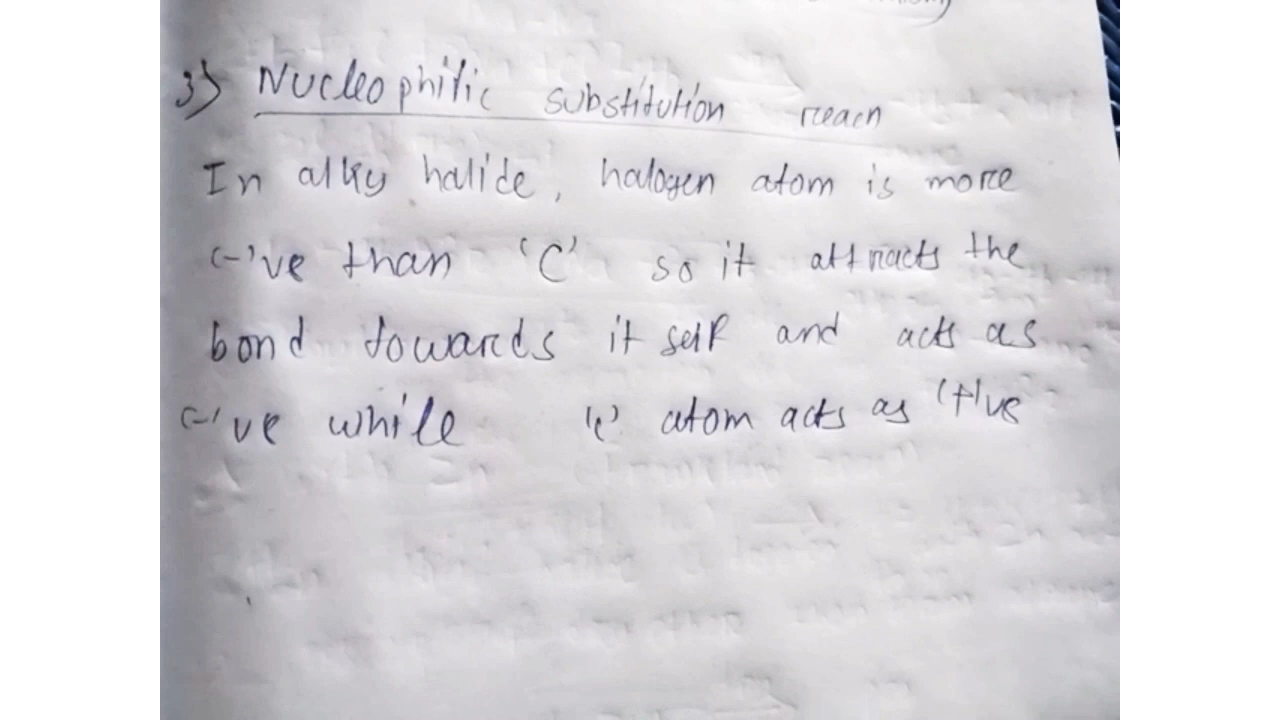 3) Nucleophilic substitution reacn
In alky halide, halogen atom is more
(-)'ve than 'C' so it attracts the
bond towards it self and acts as
(-)'ve while 'c' atom acts as (+)'ve